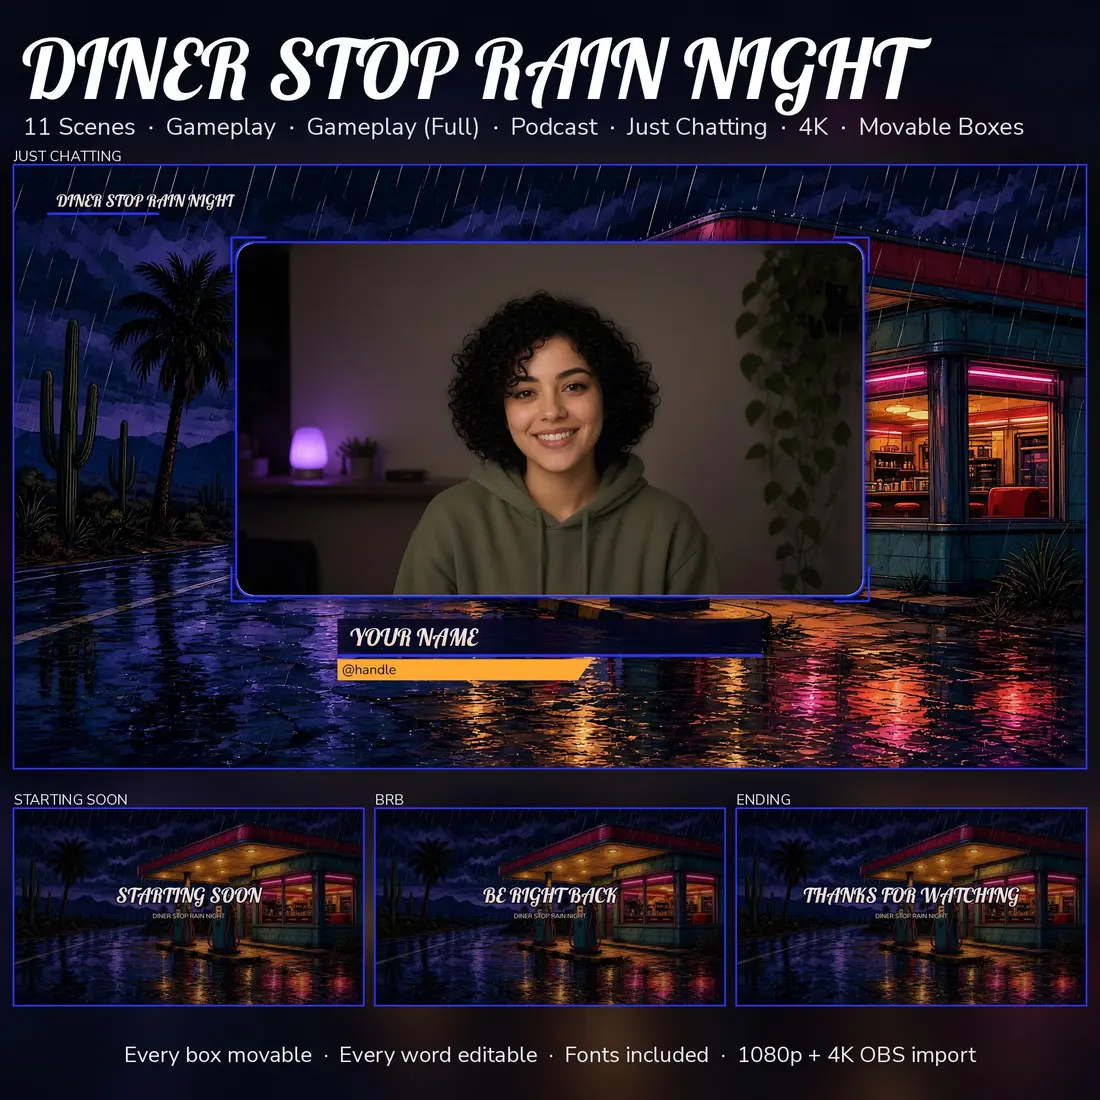 DINER STOP RAIN NIGHT
11 Scenes · Gameplay · Gameplay (Full) · Podcast · Just Chatting · 4K · Movable Boxes
JUST CHATTING
DINER STOP RAIN NIGHT
YOUR NAME
@handle
STARTING SOON
BRB
ENDING
STARTING SOON
DINER STOP RAIN NIGHT
BE RIGHT BACK
DINER STOP RAIN NIGHT
THANKS FOR WATCHING
DINER STOP RAIN NIGHT
Every box movable · Every word editable · Fonts included · 1080p + 4K OBS import